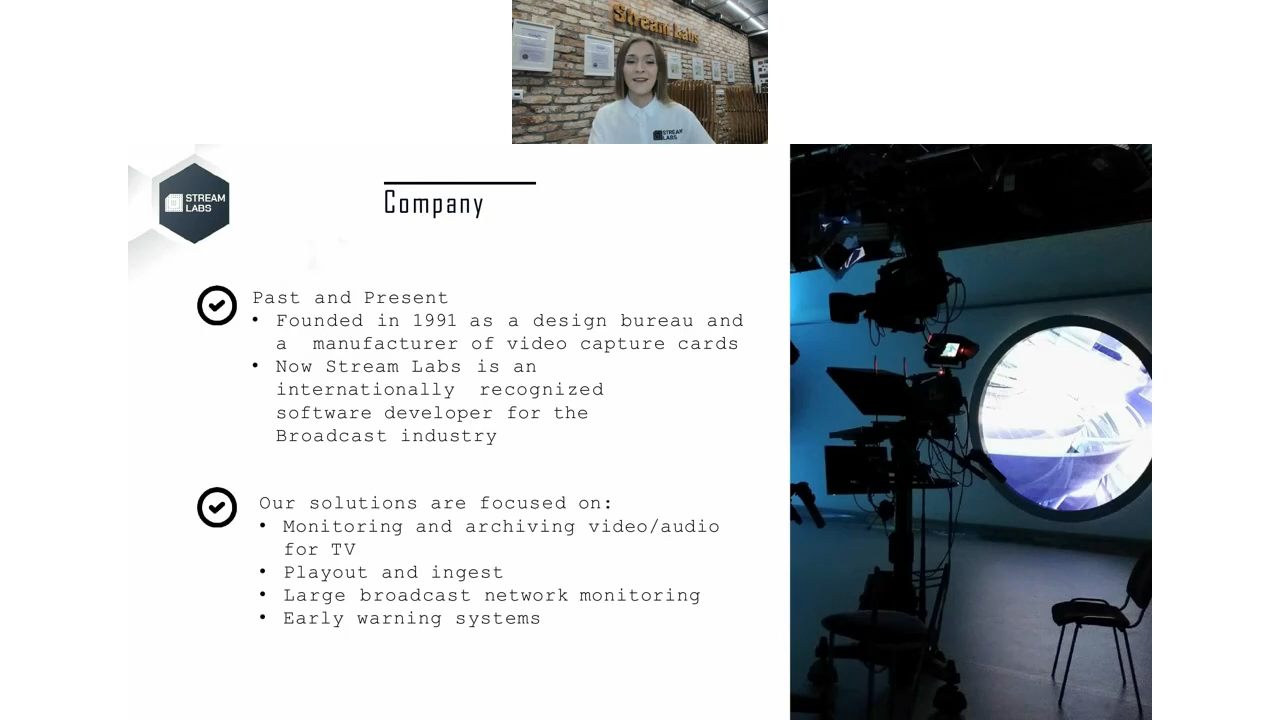 Stream Labs
STREAM
LABS
STREAM
LABS
Company
Past and Present
• Founded in 1991 as a design bureau and
a manufacturer of video capture cards
• Now Stream Labs is an
internationally recognized
software developer for the
Broadcast industry
Our solutions are focused on:
• Monitoring and archiving video/audio
for TV
• Playout and ingest
• Large broadcast network monitoring
• Early warning systems